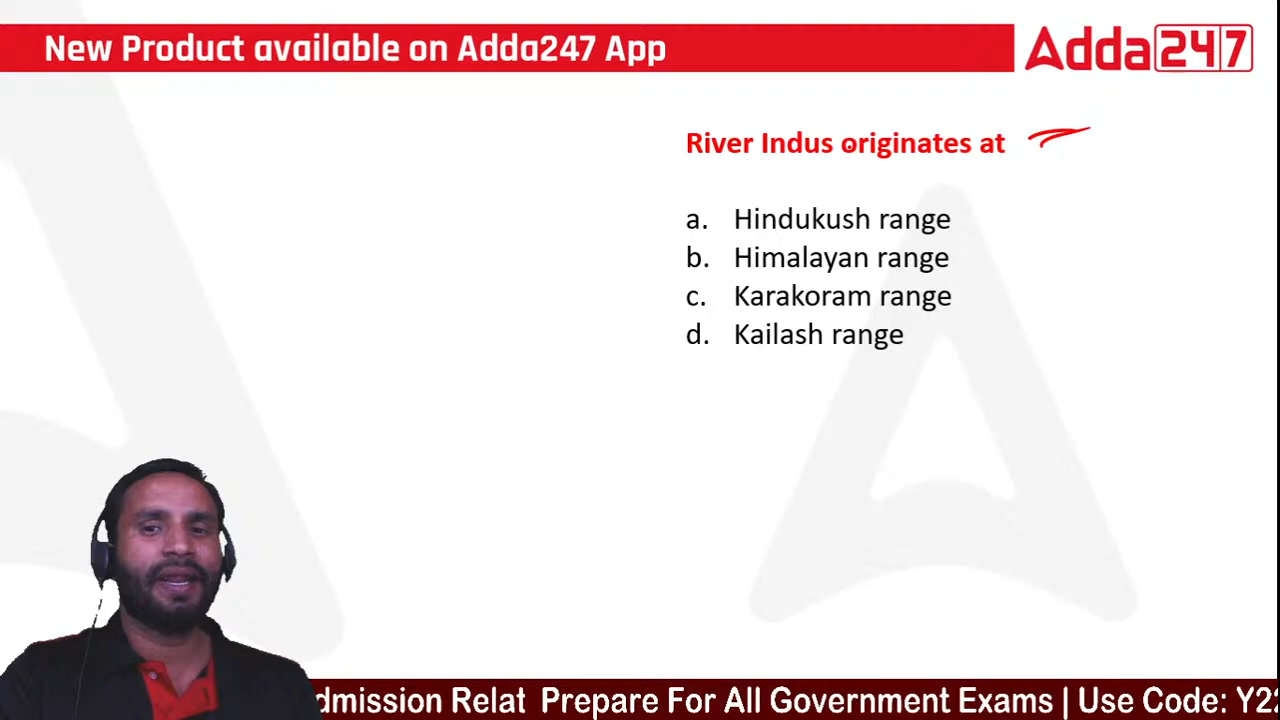 New Product available on Adda247 App
Adda247
River Indus originates at
a. Hindukush range
b. Himalayan range
c. Karakoram range
d. Kailash range
dmission Relat Prepare For All Government Exams | Use Code: Y22